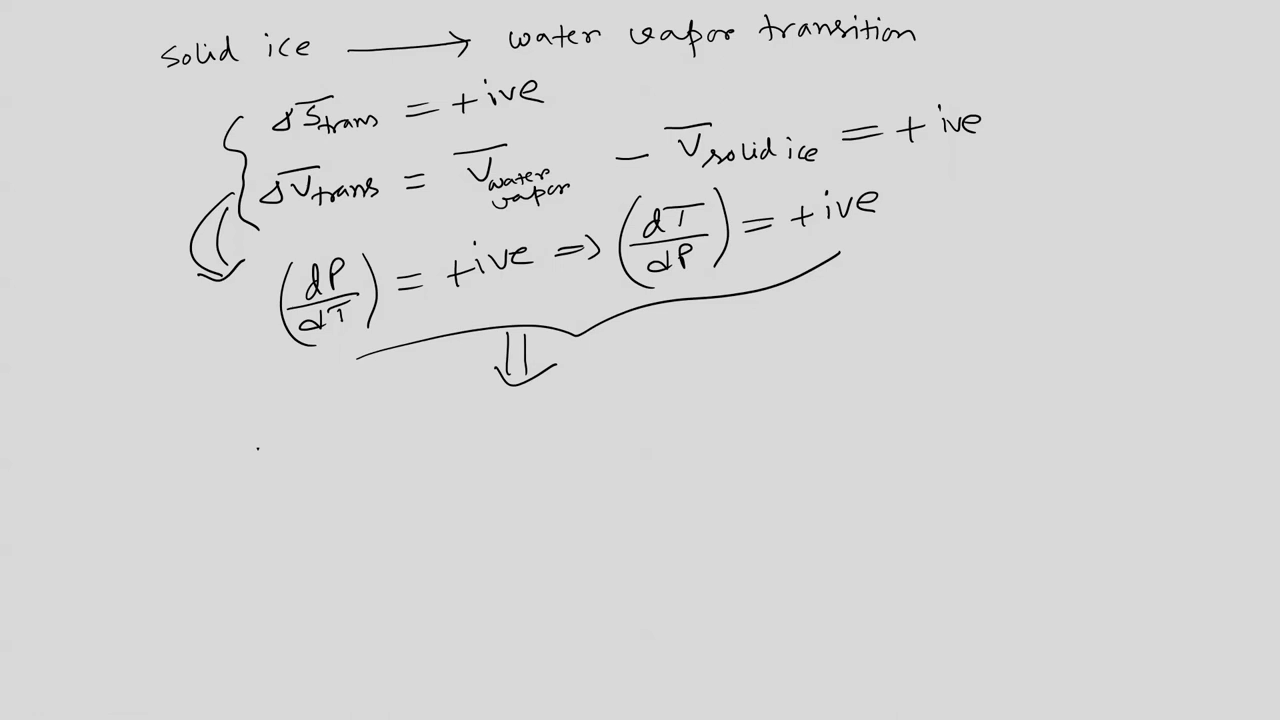 solid ice ⟶ water vapor transition
ΔS̅trans = +ive
ΔV̅trans = V̅water vapor − V̅solid ice = +ive
(dP/dT) = +ive ⇒ (dT/dP) = +ive